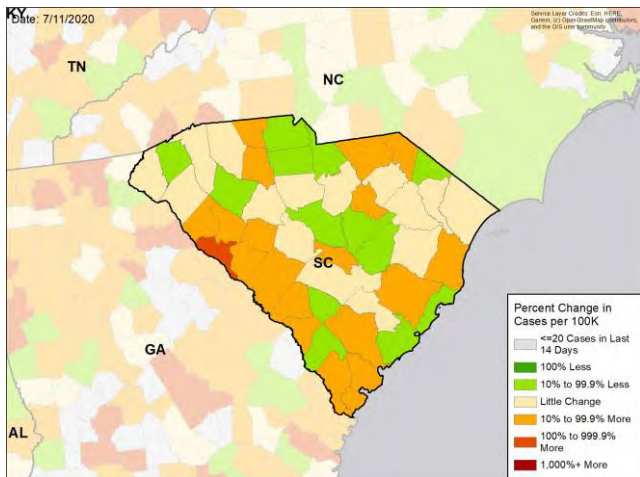 KY
Date: 7/11/2020
Service Layer Credits: Esri, HERE,
Garmin, (c) OpenStreetMap contributors,
and the GIS user community
TN
NC
SC
GA
AL
Percent Change in
Cases per 100K
<=20 Cases in Last
14 Days
100% Less
10% to 99.9% Less
Little Change
10% to 99.9% More
100% to 999.9%
More
1,000%+ More